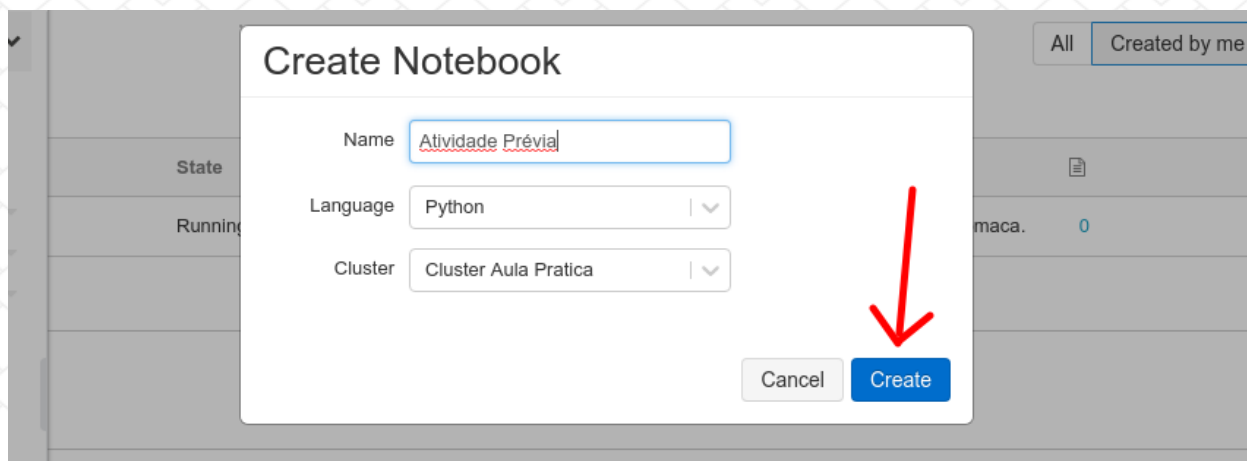 All Created by me
Create Notebook
Name Atividade Prévia
State
Language Python
Running
maca. 0
Cluster Cluster Aula Pratica
Cancel Create